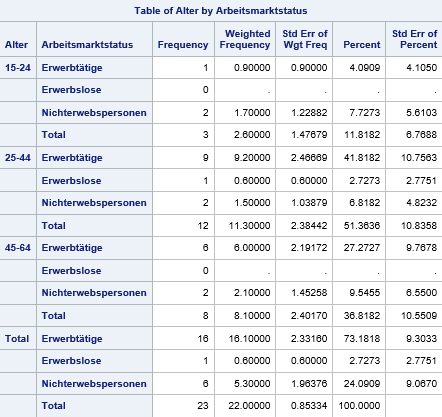 Table of Alter by Arbeitsmarktstatus
Alter Arbeitsmarktstatus Frequency Weighted Frequency Std Err of Wgt Freq Percent Std Err of Percent
15-24 Erwerbtätige 1 0.90000 0.90000 4.0909 4.1050
Erwerbslose 0 . . . .
Nichterwebspersonen 2 1.70000 1.22882 7.7273 5.6103
Total 3 2.60000 1.47679 11.8182 6.7688
25-44 Erwerbtätige 9 9.20000 2.46669 41.8182 10.7563
Erwerbslose 1 0.60000 0.60000 2.7273 2.7751
Nichterwebspersonen 2 1.50000 1.03879 6.8182 4.8232
Total 12 11.30000 2.38442 51.3636 10.8358
45-64 Erwerbtätige 6 6.00000 2.19172 27.2727 9.7678
Erwerbslose 0 . . . .
Nichterwebspersonen 2 2.10000 1.45258 9.5455 6.5500
Total 8 8.10000 2.40170 36.8182 10.5509
Total Erwerbtätige 16 16.10000 2.33160 73.1818 9.3033
Erwerbslose 1 0.60000 0.60000 2.7273 2.7751
Nichterwebspersonen 6 5.30000 1.96376 24.0909 9.0670
Total 23 22.00000 0.85334 100.0000